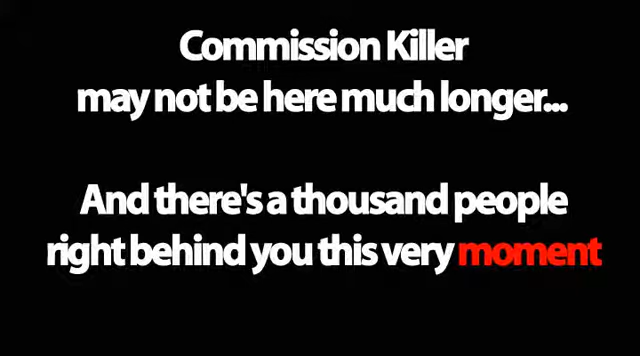 Commission Killer
may not be here much longer...
And there's a thousand people
right behind you this very moment